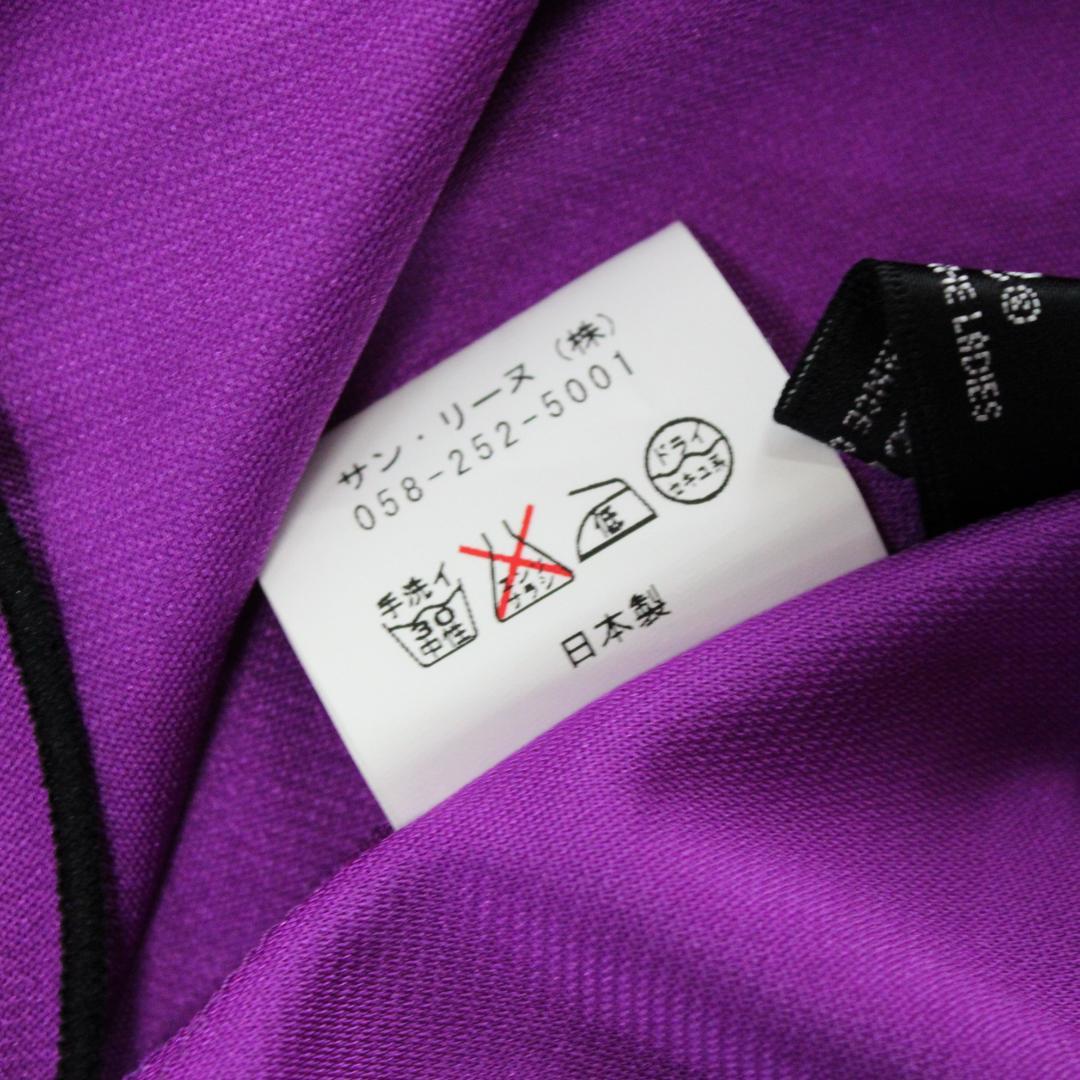 サン・リーヌ (株)
058-252-5001
手洗イ
30
中性
エンソ
サラシ
低
ドライ
セキユ系
日本製
HE LADIES